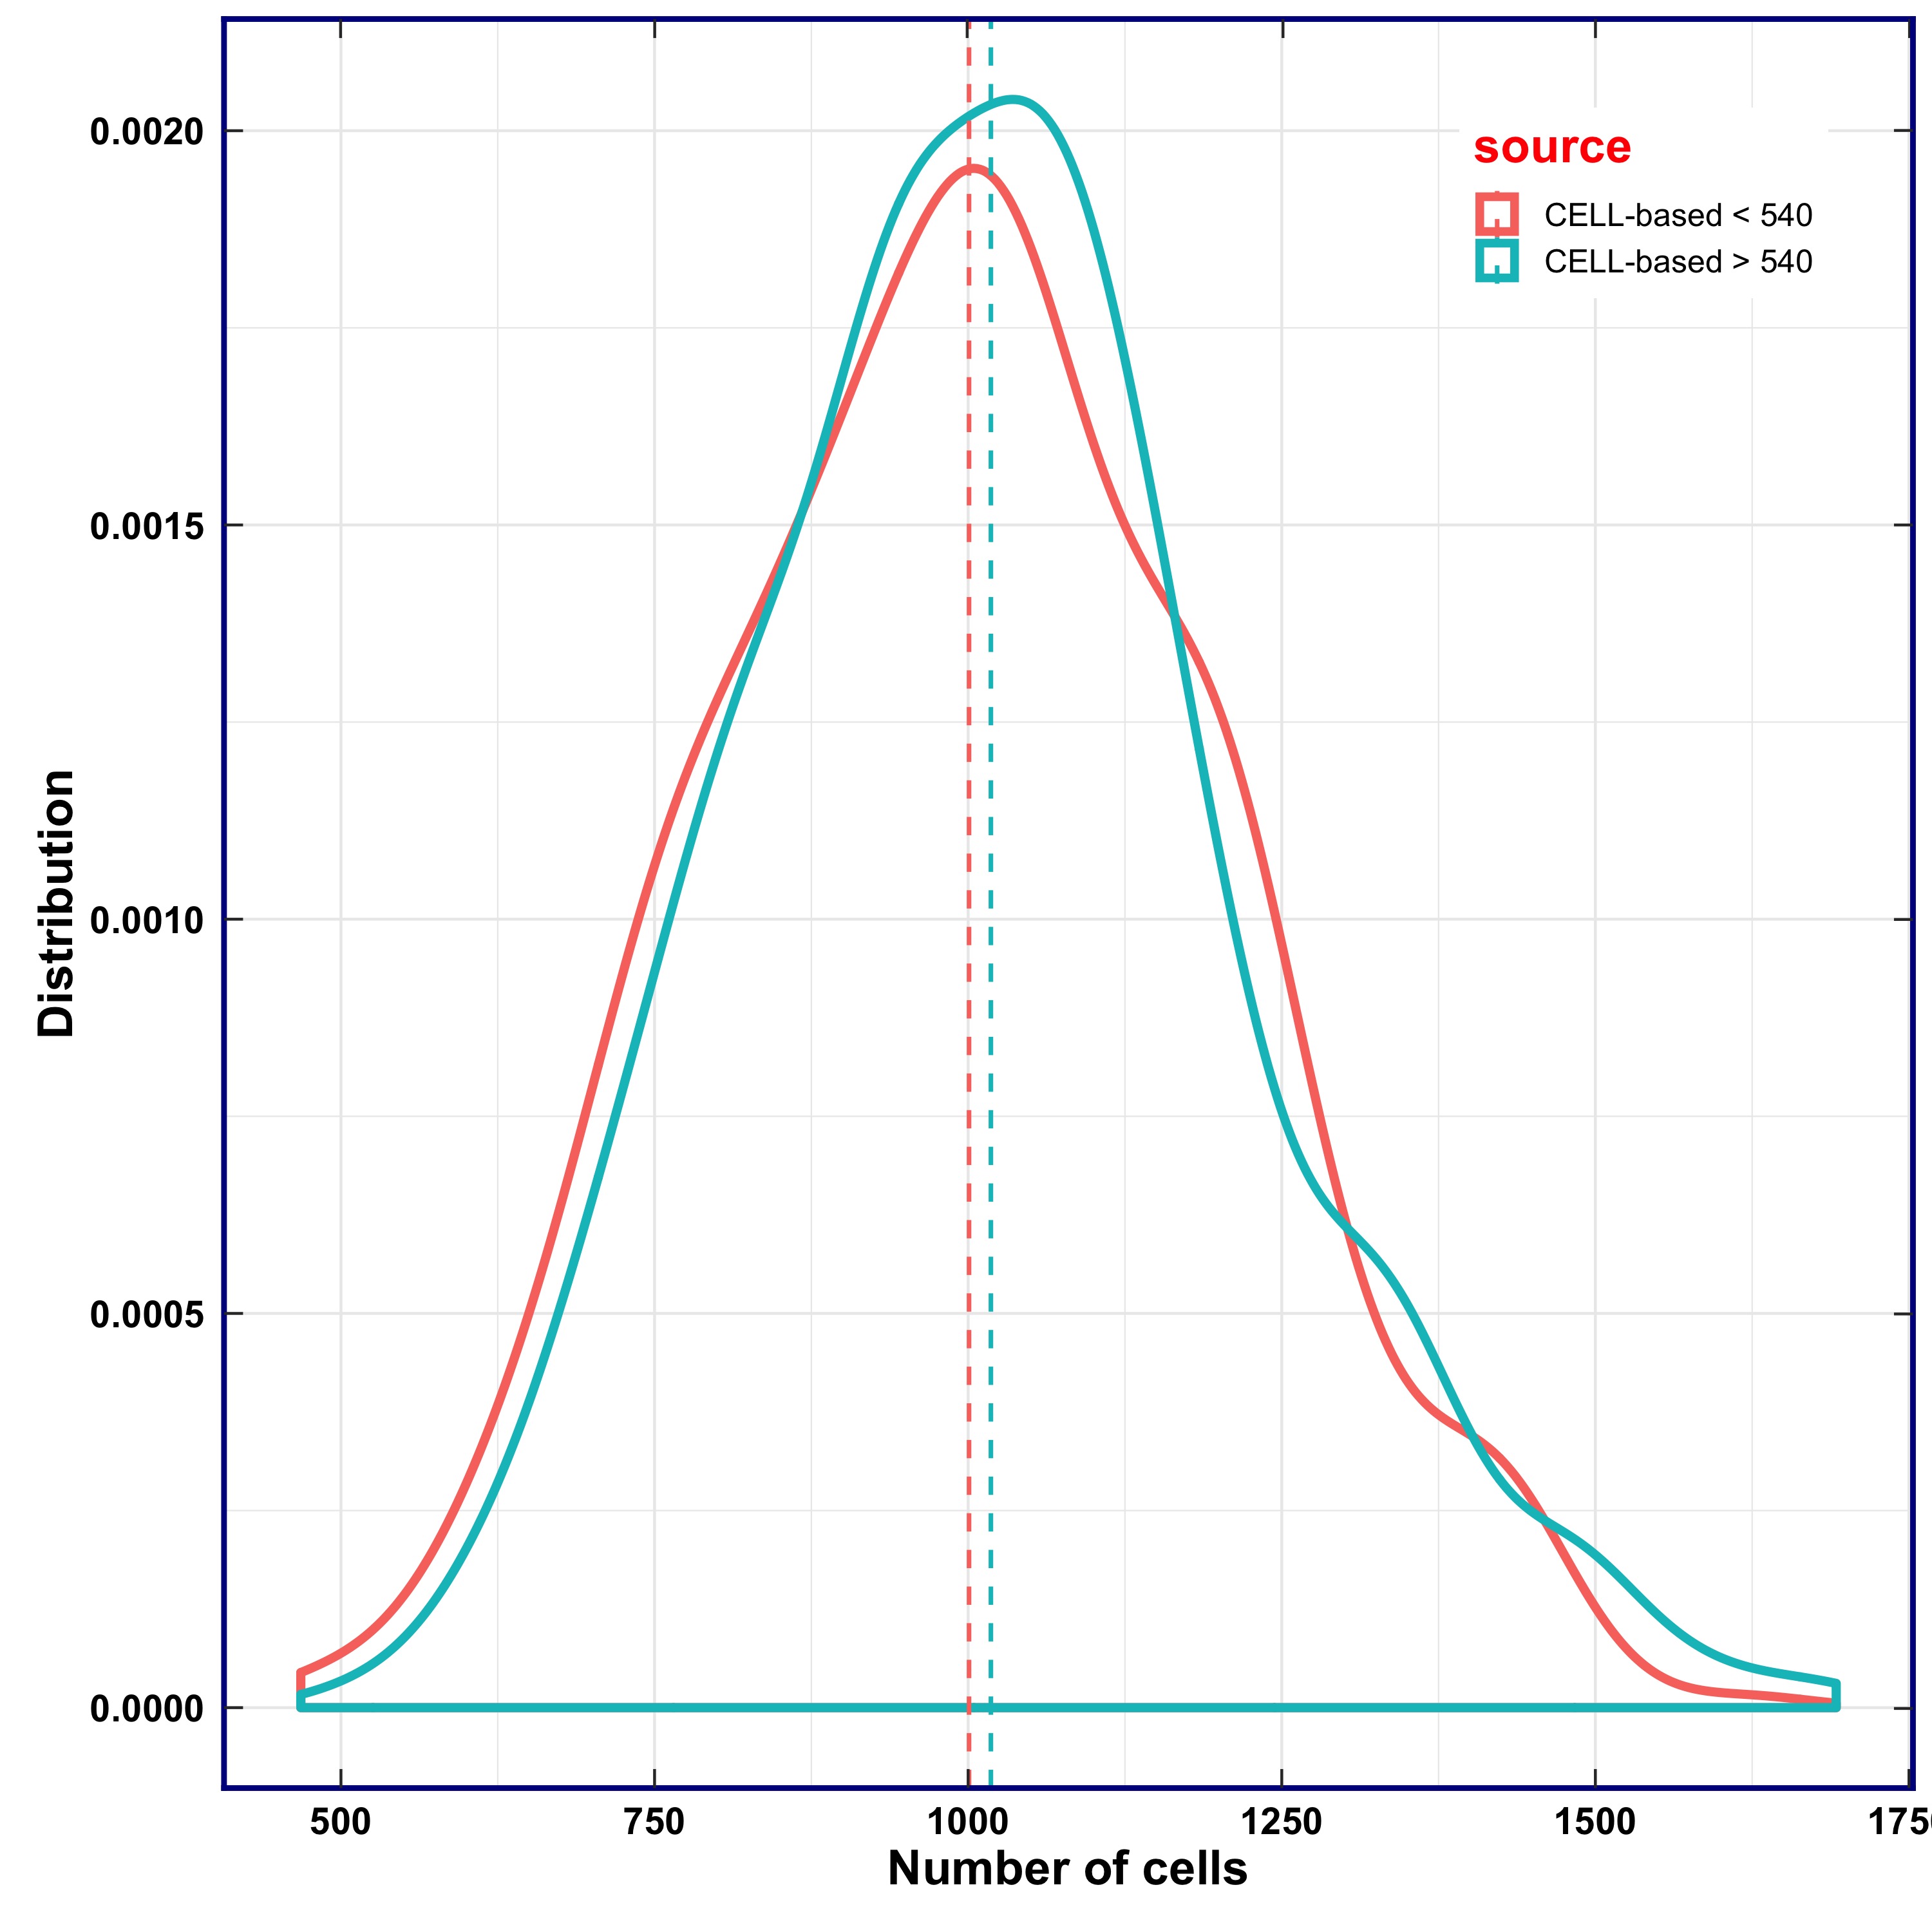 0.0020
0.0015
0.0010
0.0005
0.0000
Distribution
source
CELL-based < 540
CELL-based > 540
500 750 1000 1250 1500 175
Number of cells